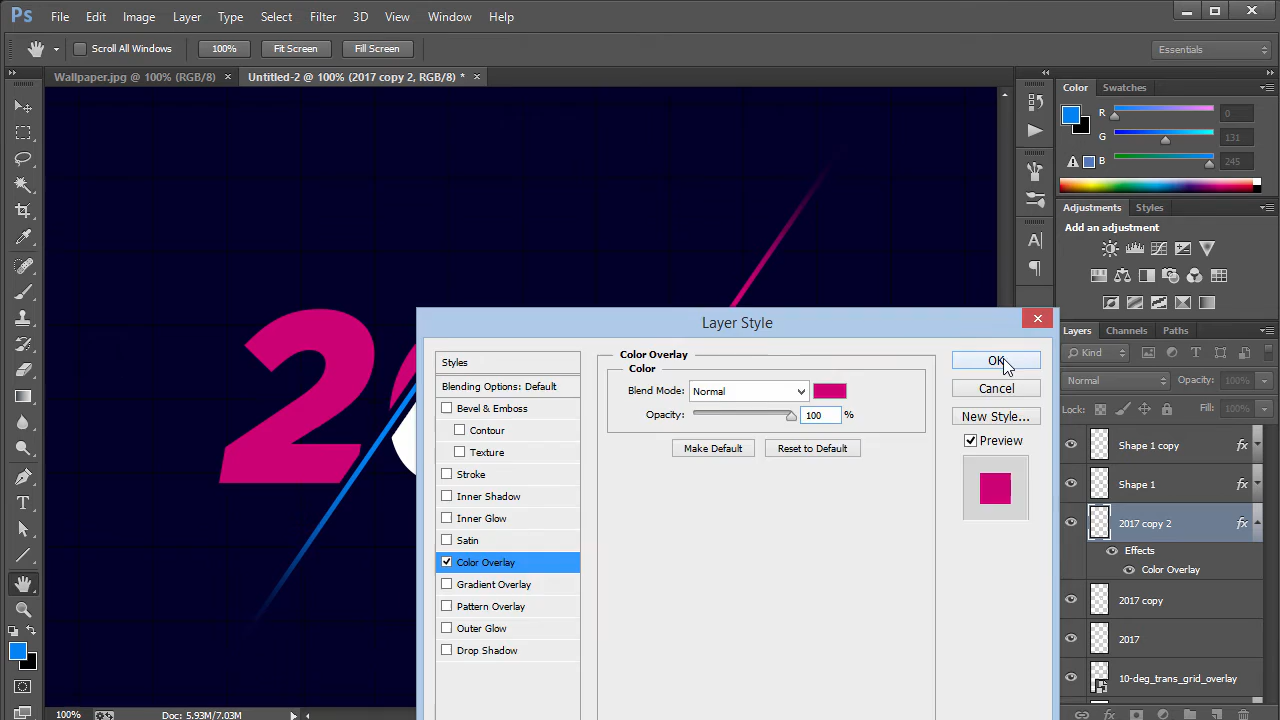 Ps File Edit Image Layer Type Select Filter 3D View Window Help
Scroll All Windows 100% Fit Screen Fill Screen Essentials
Wallpaper.jpg @ 100% (RGB/8) × Untitled-2 @ 100% (2017 copy 2, RGB/8) * ×
Color Swatches
R 0
G 131
B 245
Adjustments Styles
Add an adjustment
Layers Channels Paths
Kind
Normal Opacity: 100%
Lock: Fill: 100%
Shape 1 copy fx
Shape 1 fx
2017 copy 2 fx
Effects
Color Overlay
2017 copy
2017
10-deg_trans_grid_overlay
fx
2
Layer Style
Styles
Blending Options: Default
Bevel & Emboss
Contour
Texture
Stroke
Inner Shadow
Inner Glow
Satin
Color Overlay
Gradient Overlay
Pattern Overlay
Outer Glow
Drop Shadow
Color Overlay
Color
Blend Mode: Normal
Opacity: 100 %
Make Default Reset to Default
OK
Cancel
New Style...
Preview
100% Doc: 5.93M/7.03M